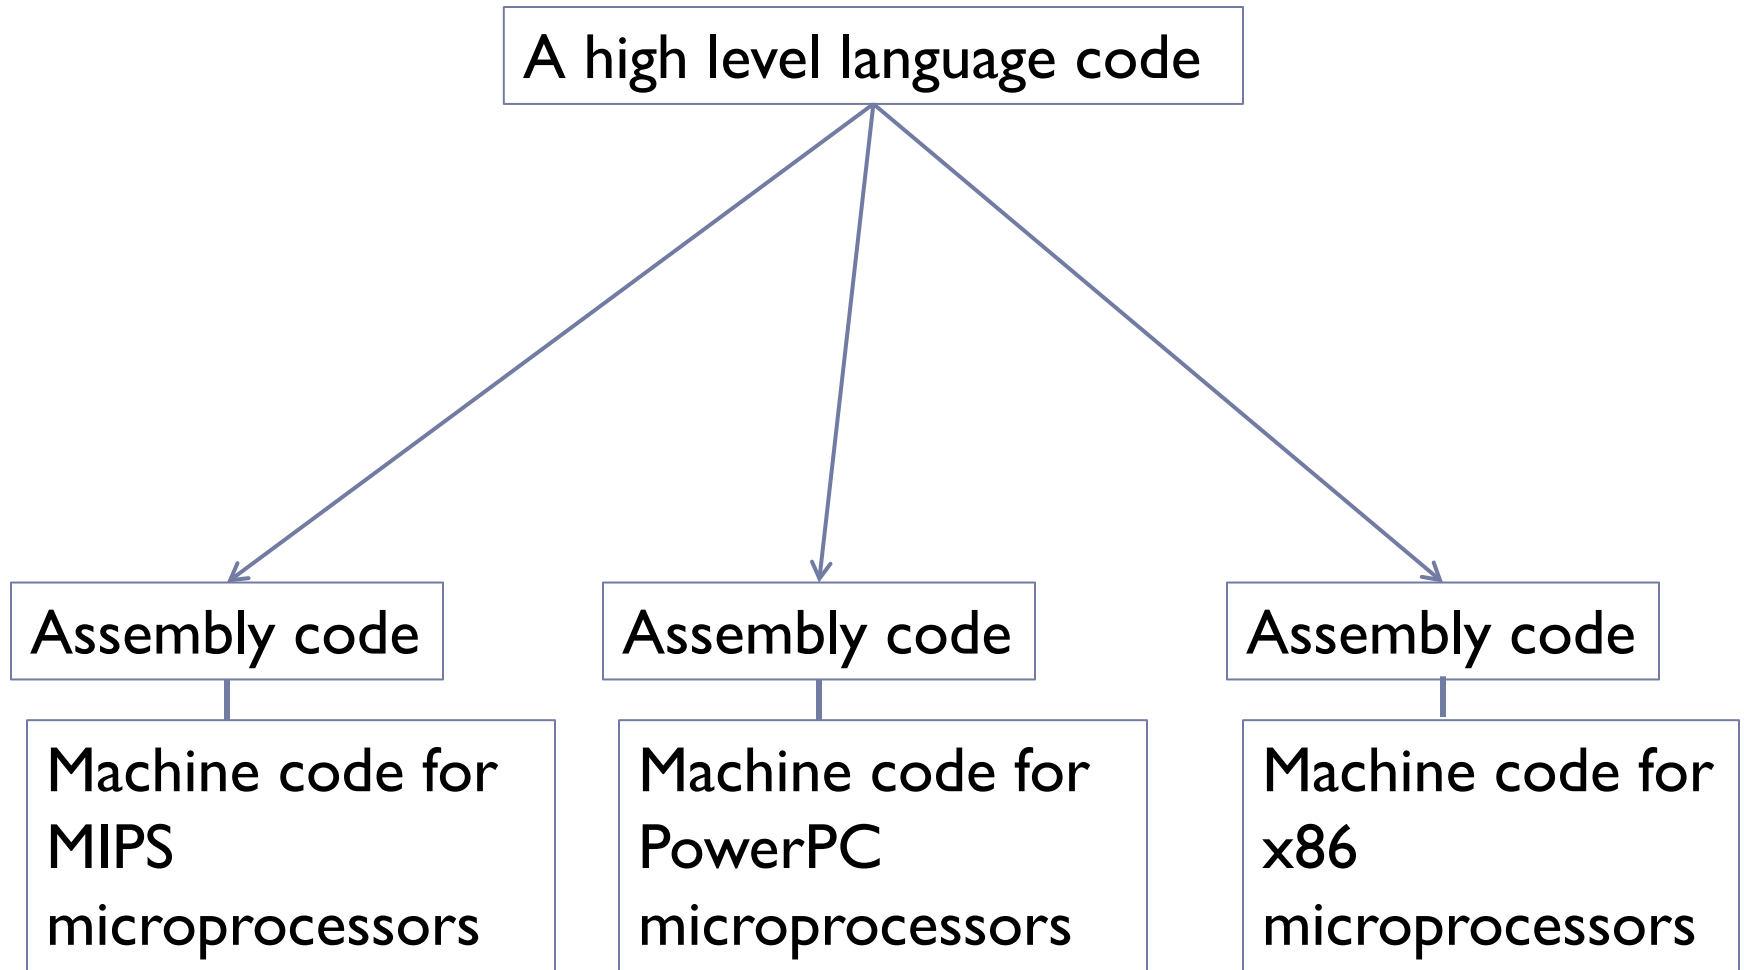 A high level language code
Assembly code
Machine code for
MIPS
microprocessors
Assembly code
Machine code for
PowerPC
microprocessors
Assembly code
Machine code for
x86
microprocessors